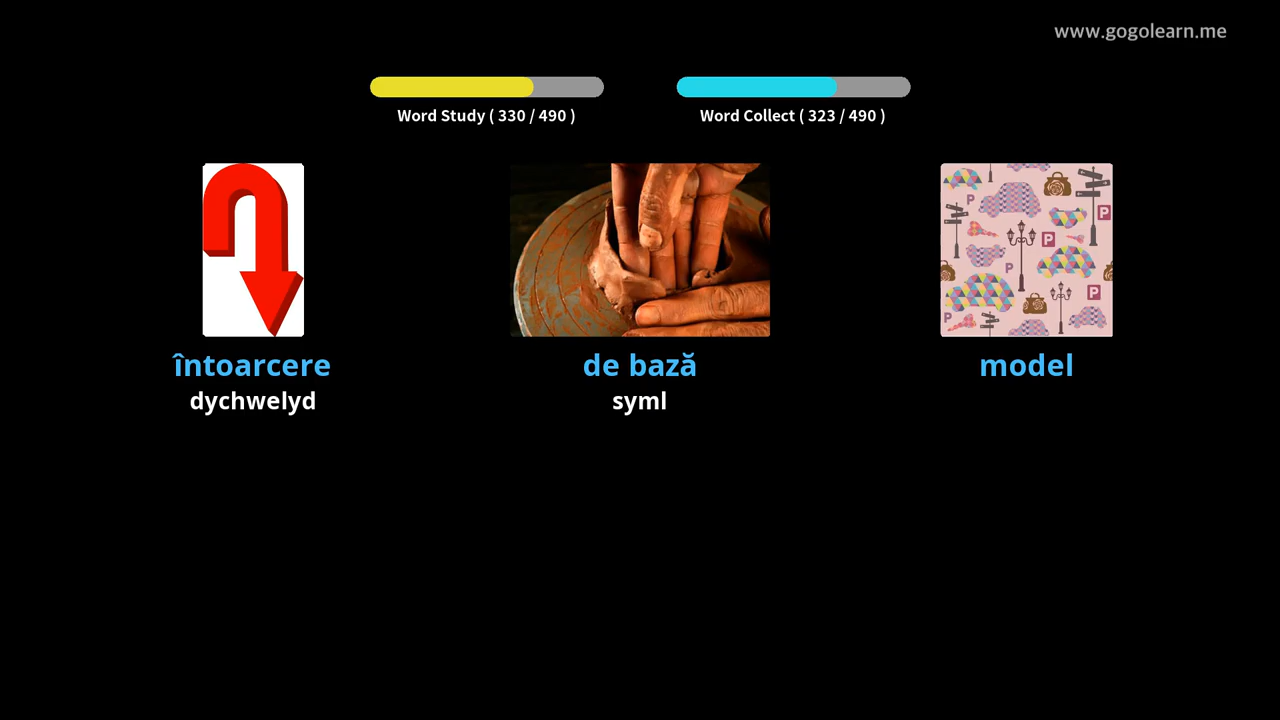 www.gogolearn.me
Word Study ( 330 / 490 )
Word Collect ( 323 / 490 )
P
P
P
P
P
P
întoarcere
de bază
model
dychwelyd
syml